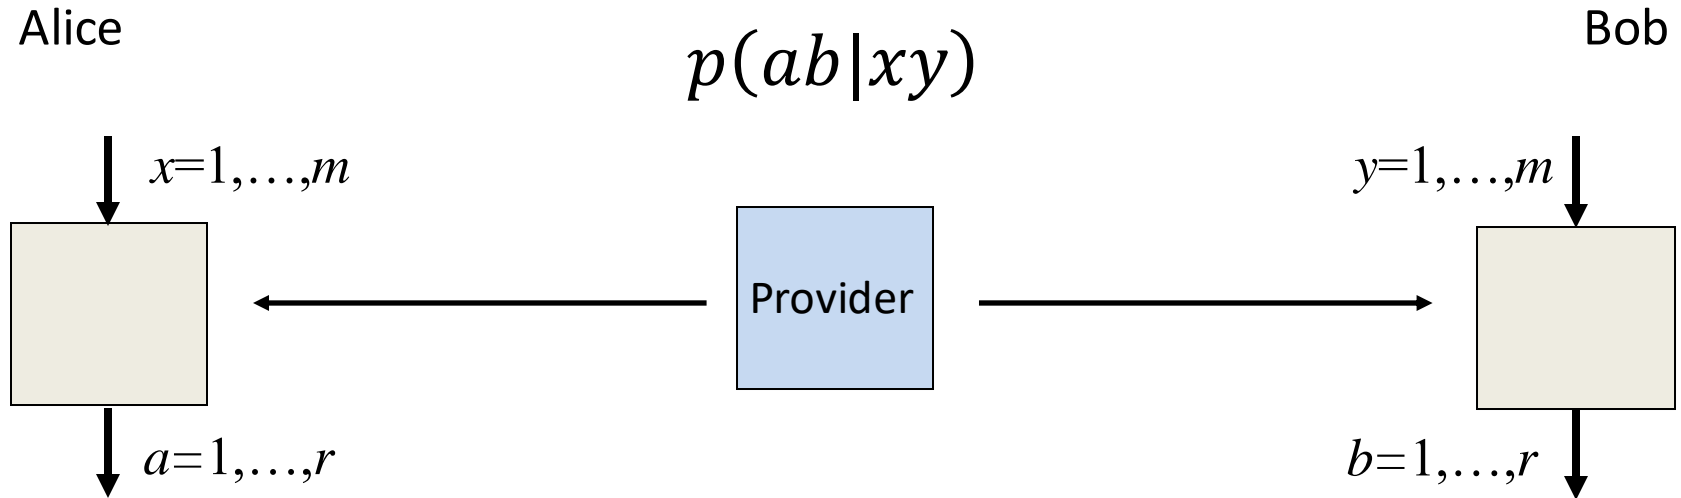 Alice
Bob
p(ab|xy)
x=1,…,m
y=1,…,m
Provider
a=1,…,r
b=1,…,r